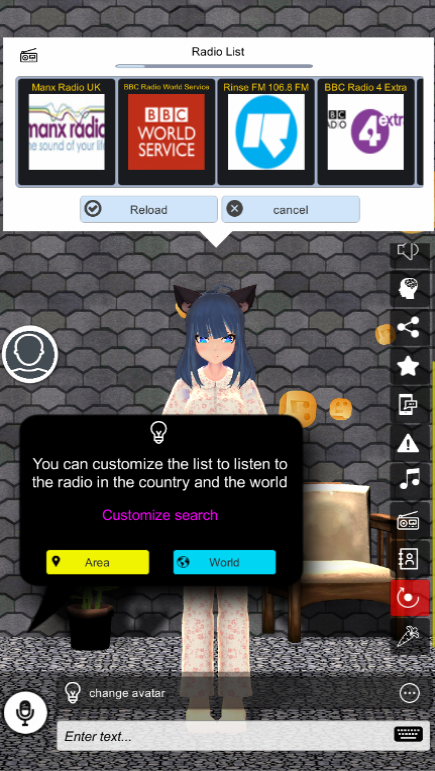 Radio List
Manx Radio UK
BBC Radio World Service
Rinse FM 106.8 FM
BBC Radio 4 Extra
manx radio
the sound of your life
BBC
WORLD
SERVICE
BBC
RADIO
4 extr
Reload
cancel
You can customize the list to listen to
the radio in the country and the world
Customize search
Area
World
change avatar
Enter text...